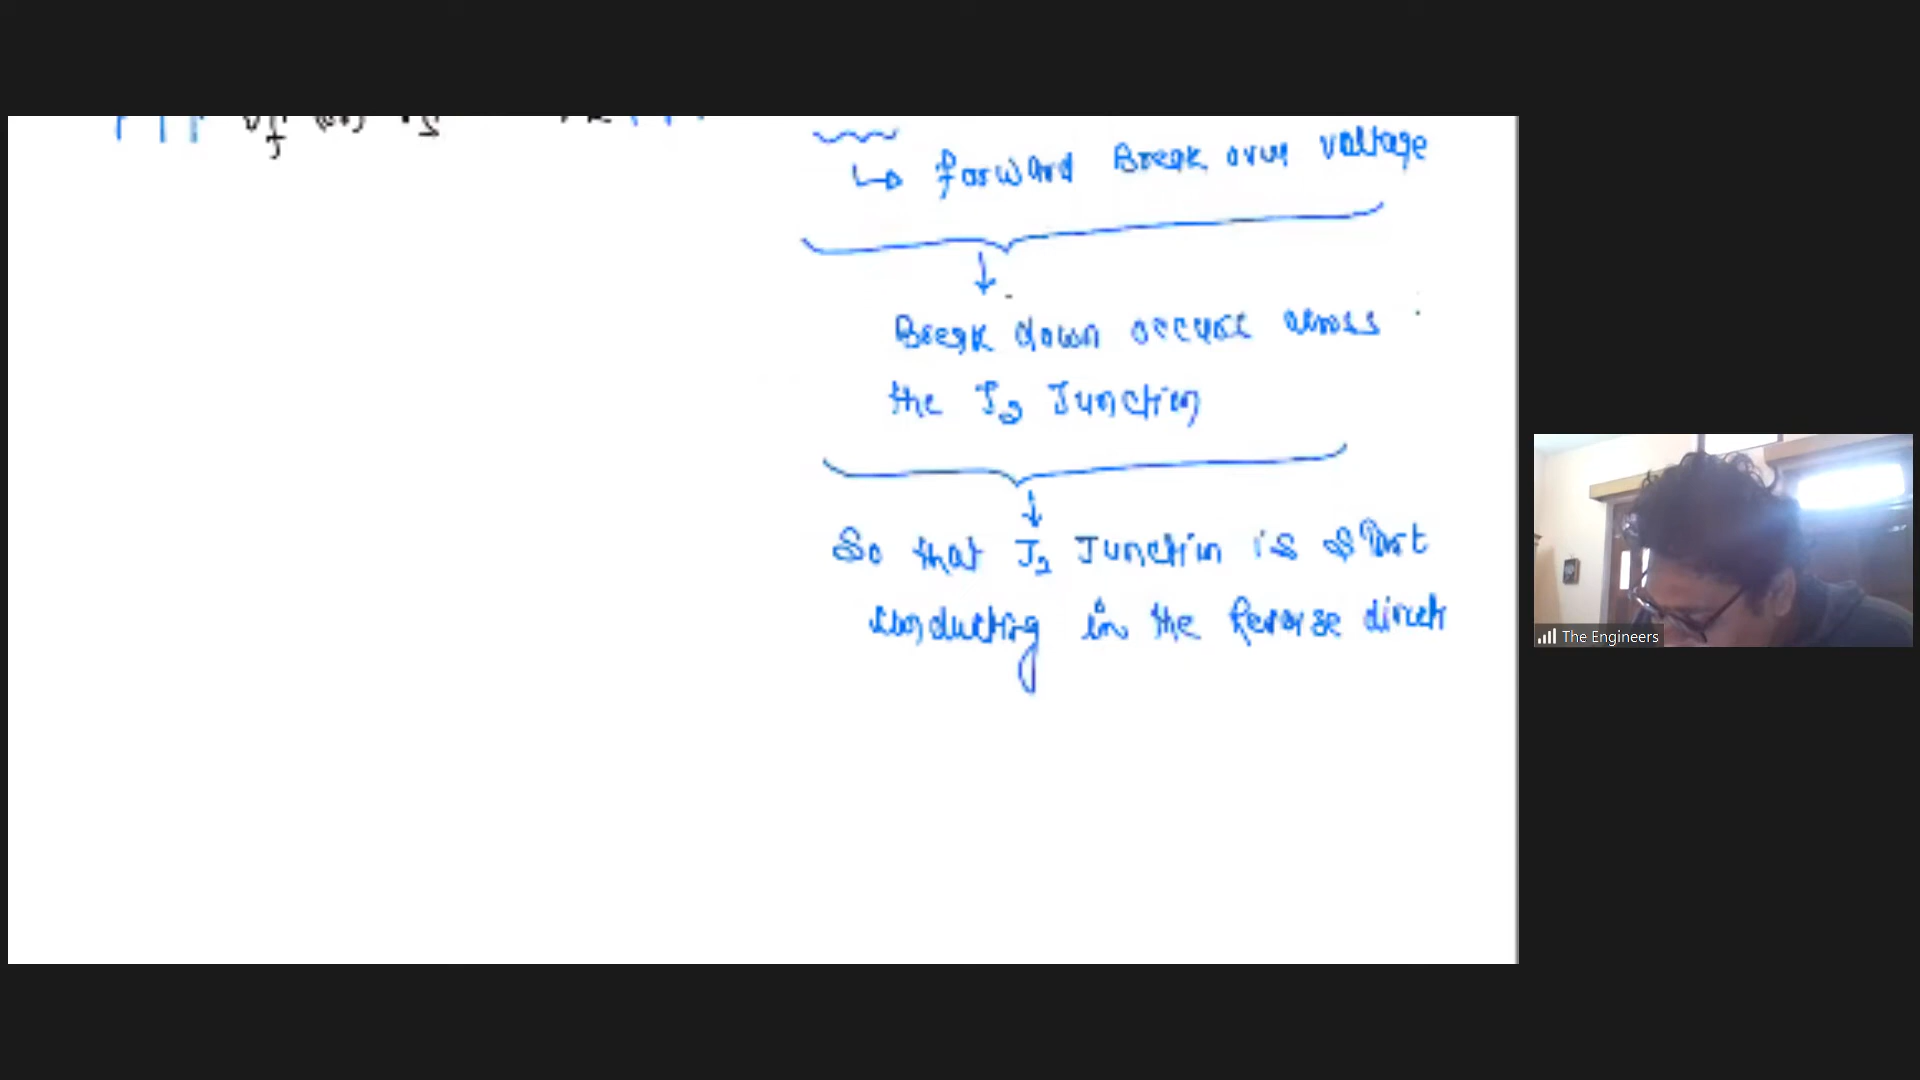 forward Break over voltage
Break down occurs across
the J2 Junction
So that J2 Junction is start
conducting in the Reverse direct
The Engineers